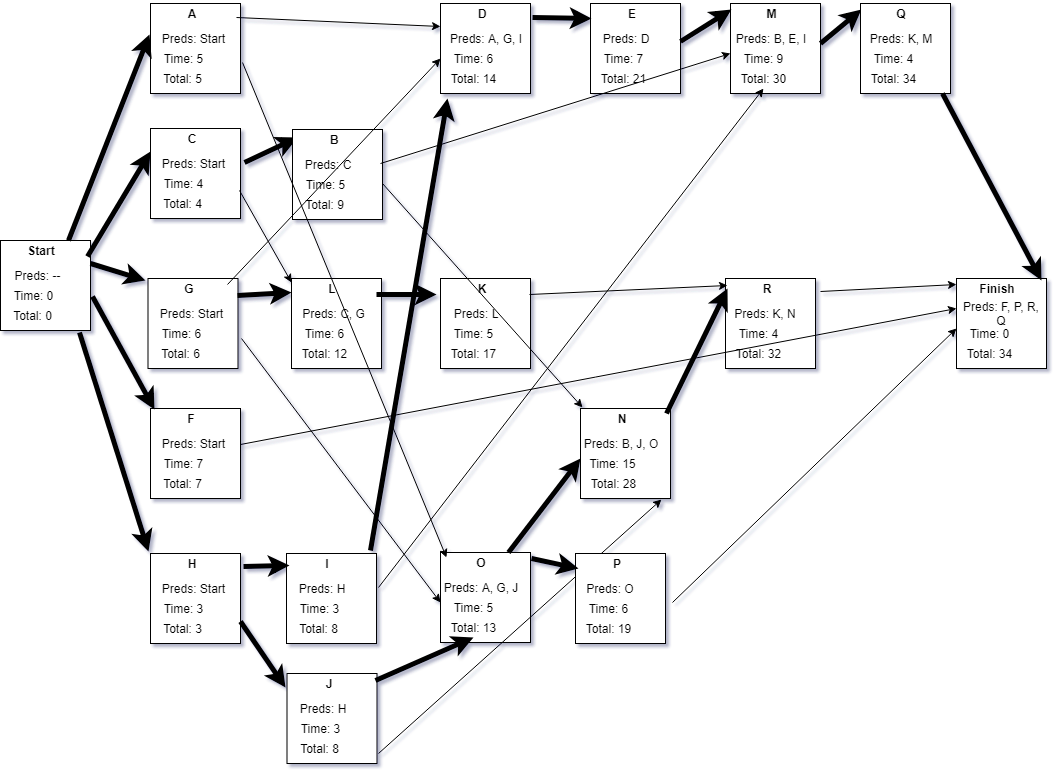 A
Preds: Start
Time: 5
Total: 5
D
Preds: A, G, I
Time: 6
Total: 14
E
Preds: D
Time: 7
Total: 21
M
Preds: B, E, I
Time: 9
Total: 30
Q
Preds: K, M
Time: 4
Total: 34
C
Preds: Start
Time: 4
Total: 4
B
Preds: C
Time: 5
Total: 9
Start
Preds: --
Time: 0
Total: 0
G
Preds: Start
Time: 6
Total: 6
L
Preds: C, G
Time: 6
Total: 12
K
Preds: L
Time: 5
Total: 17
R
Preds: K, N
Time: 4
Total: 32
Finish
Preds: F, P, R,
Q
Time: 0
Total: 34
F
Preds: Start
Time: 7
Total: 7
N
Preds: B, J, O
Time: 15
Total: 28
H
Preds: Start
Time: 3
Total: 3
I
Preds: H
Time: 3
Total: 8
O
Preds: A, G, J
Time: 5
Total: 13
P
Preds: O
Time: 6
Total: 19
J
Preds: H
Time: 3
Total: 8